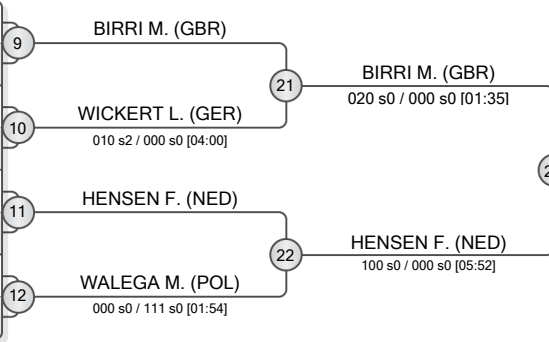 9
BIRRI M. (GBR)
21
BIRRI M. (GBR)
020 s0 / 000 s0 [01:35]
10
WICKERT L. (GER)
010 s2 / 000 s0 [04:00]
11
HENSEN F. (NED)
22
HENSEN F. (NED)
100 s0 / 000 s0 [05:52]
12
WALEGA M. (POL)
000 s0 / 111 s0 [01:54]